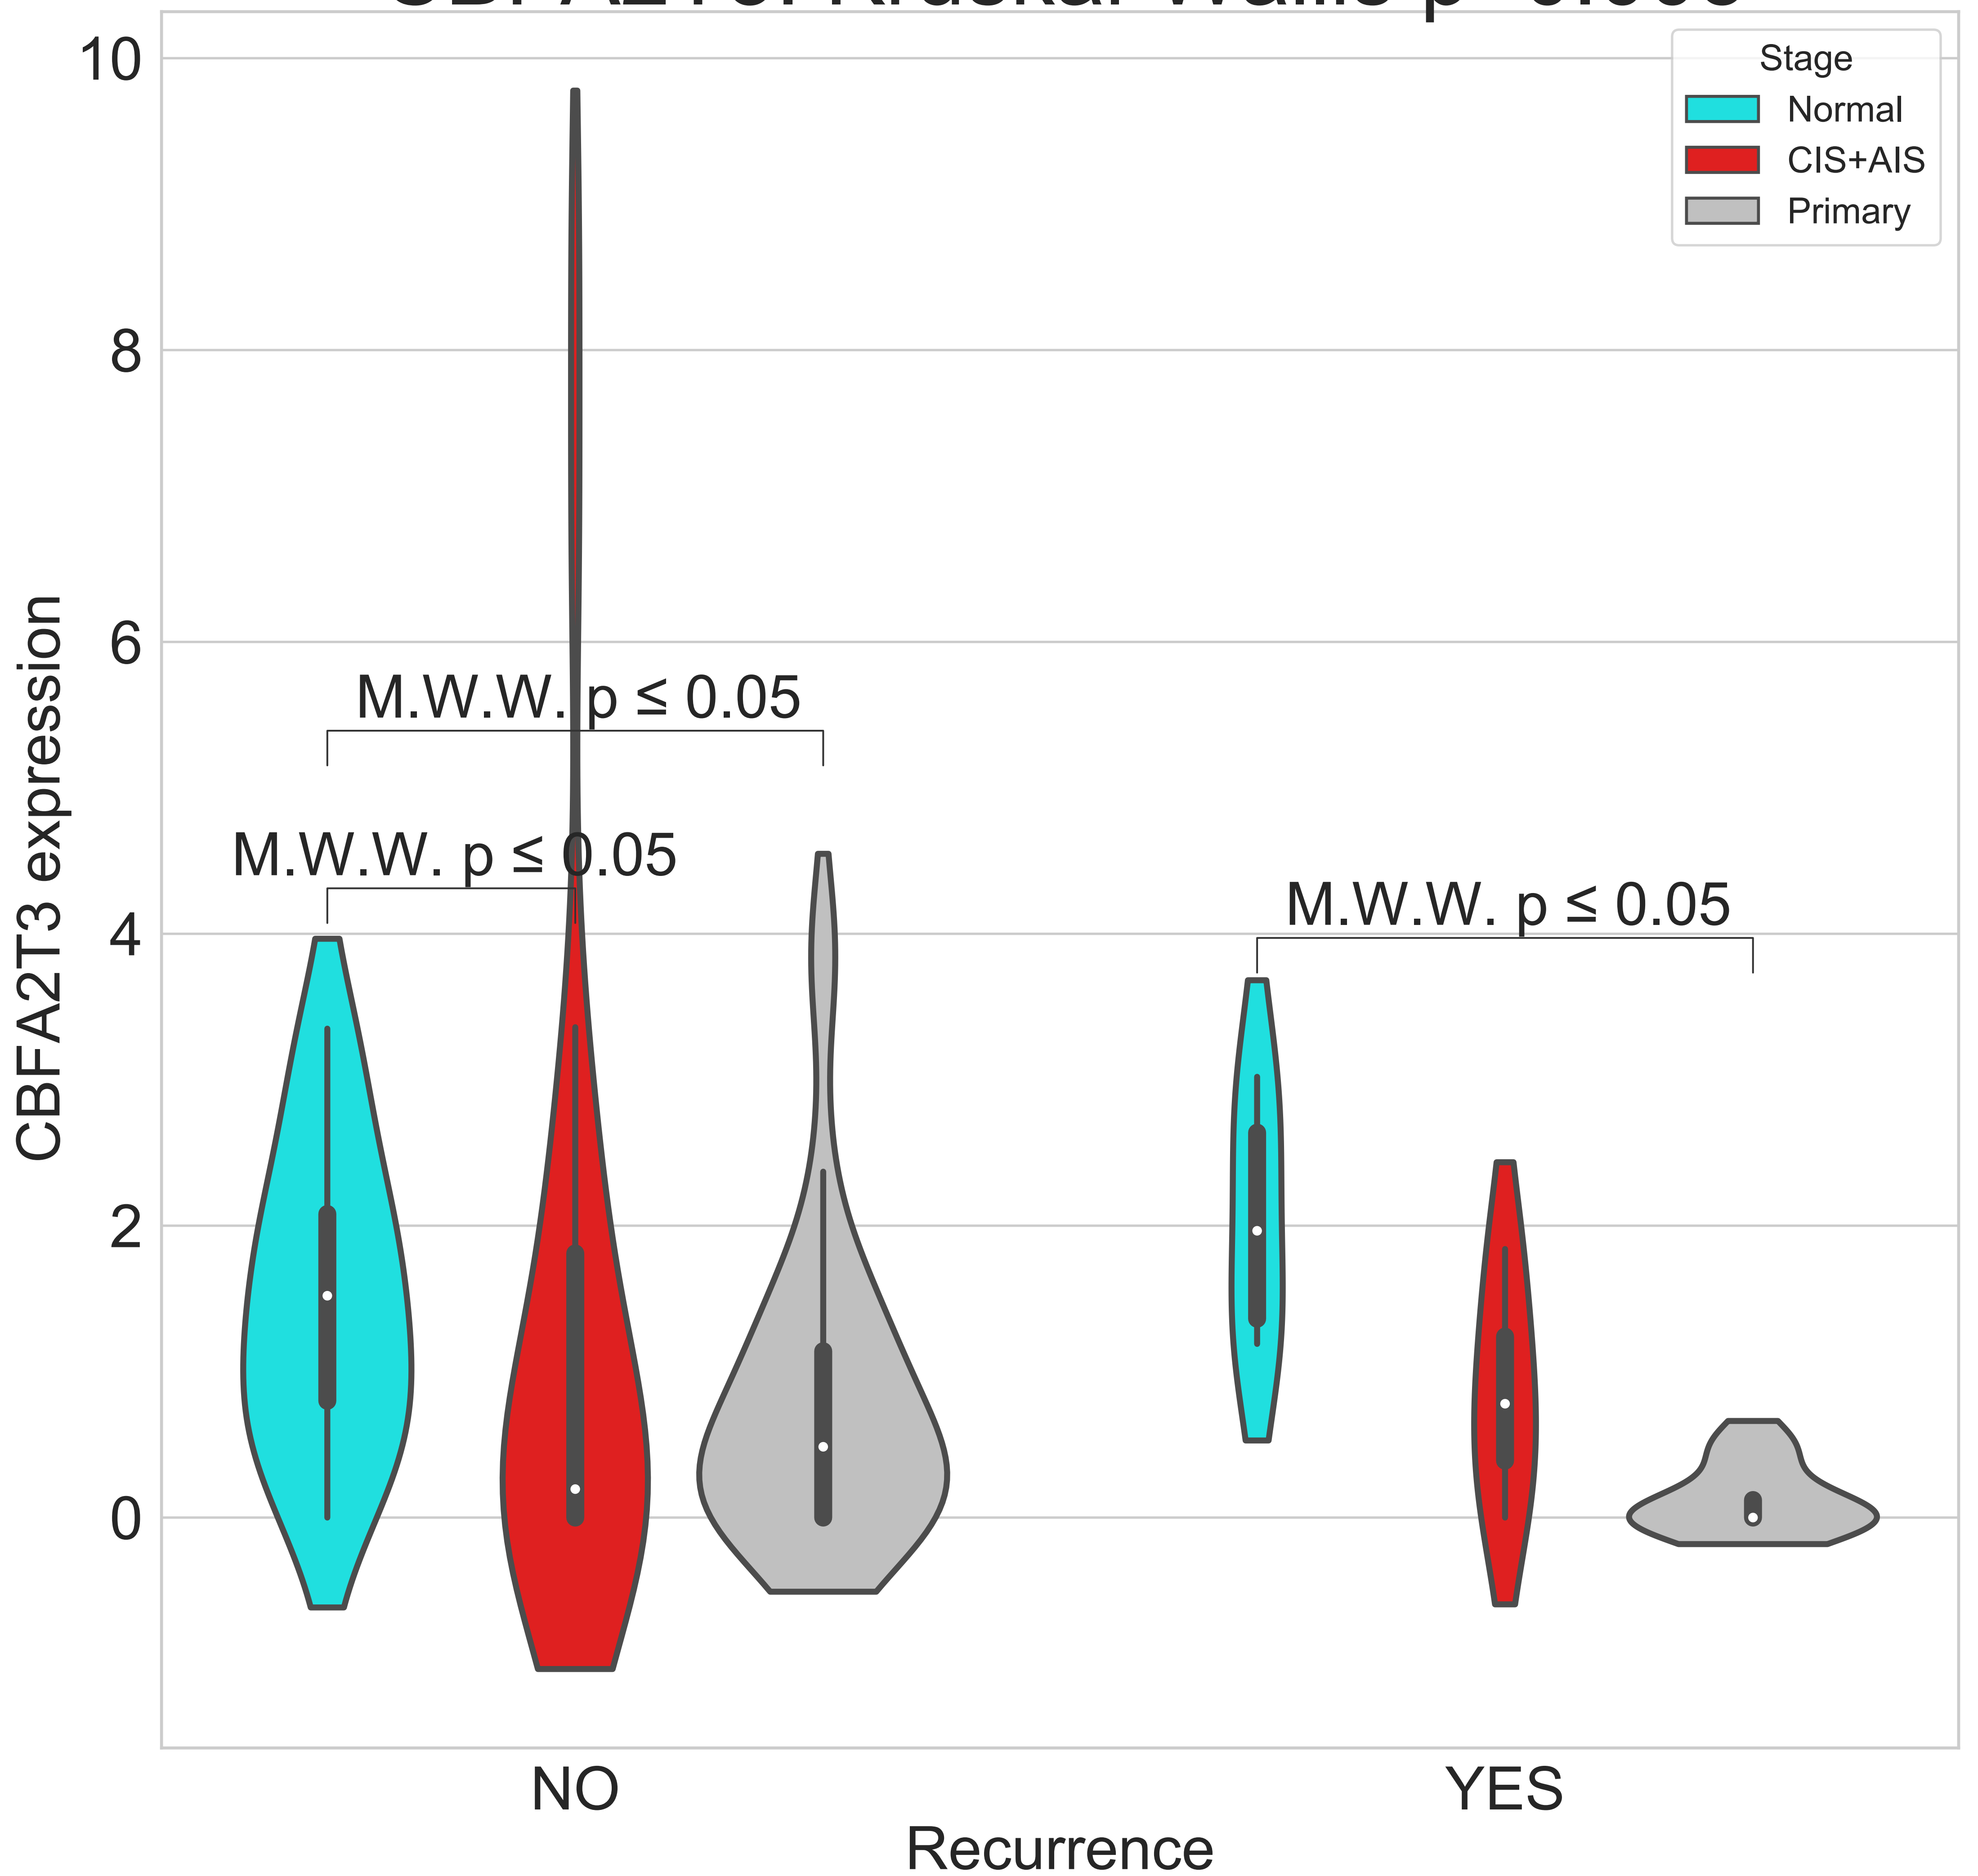 10
8
6
4
2
0
CBFA2T3 expression
Stage
Normal
CIS+AIS
Primary
M.W.W. p ≤ 0.05
M.W.W. p ≤ 0.05
M.W.W. p ≤ 0.05
NO
YES
Recurrence